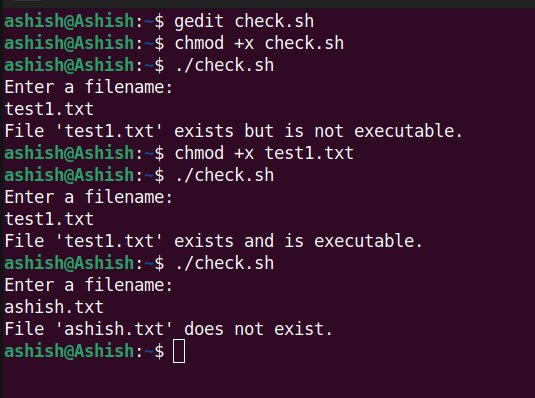 ashish@Ashish:~$ gedit check.sh
ashish@Ashish:~$ chmod +x check.sh
ashish@Ashish:~$ ./check.sh
Enter a filename:
test1.txt
File 'test1.txt' exists but is not executable.
ashish@Ashish:~$ chmod +x test1.txt
ashish@Ashish:~$ ./check.sh
Enter a filename:
test1.txt
File 'test1.txt' exists and is executable.
ashish@Ashish:~$ ./check.sh
Enter a filename:
ashish.txt
File 'ashish.txt' does not exist.
ashish@Ashish:~$